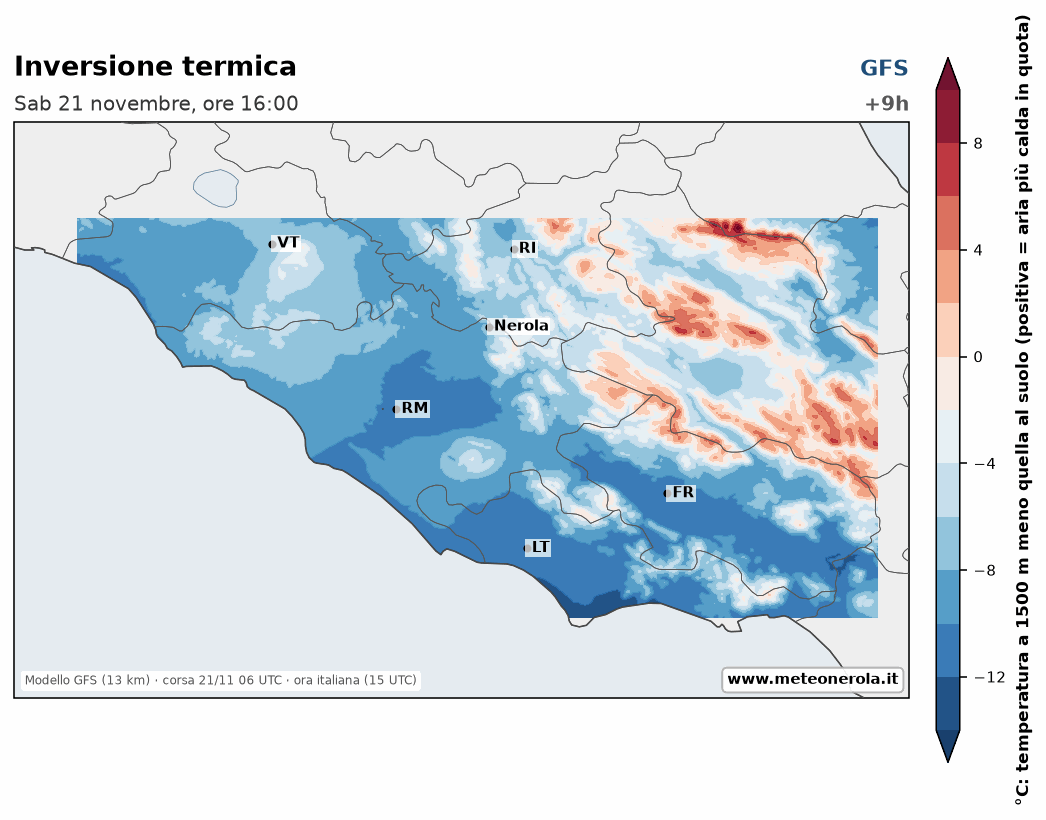 Inversione termica
GFS
Sab 21 novembre, ore 16:00
+9h
VT
RI
Nerola
RM
FR
LT
8
4
0
−4
−8
−12
°C: temperatura a 1500 m meno quella al suolo (positiva = aria più calda in quota)
Modello GFS (13 km) · corsa 21/11 06 UTC · ora italiana (15 UTC)
www.meteonerola.it